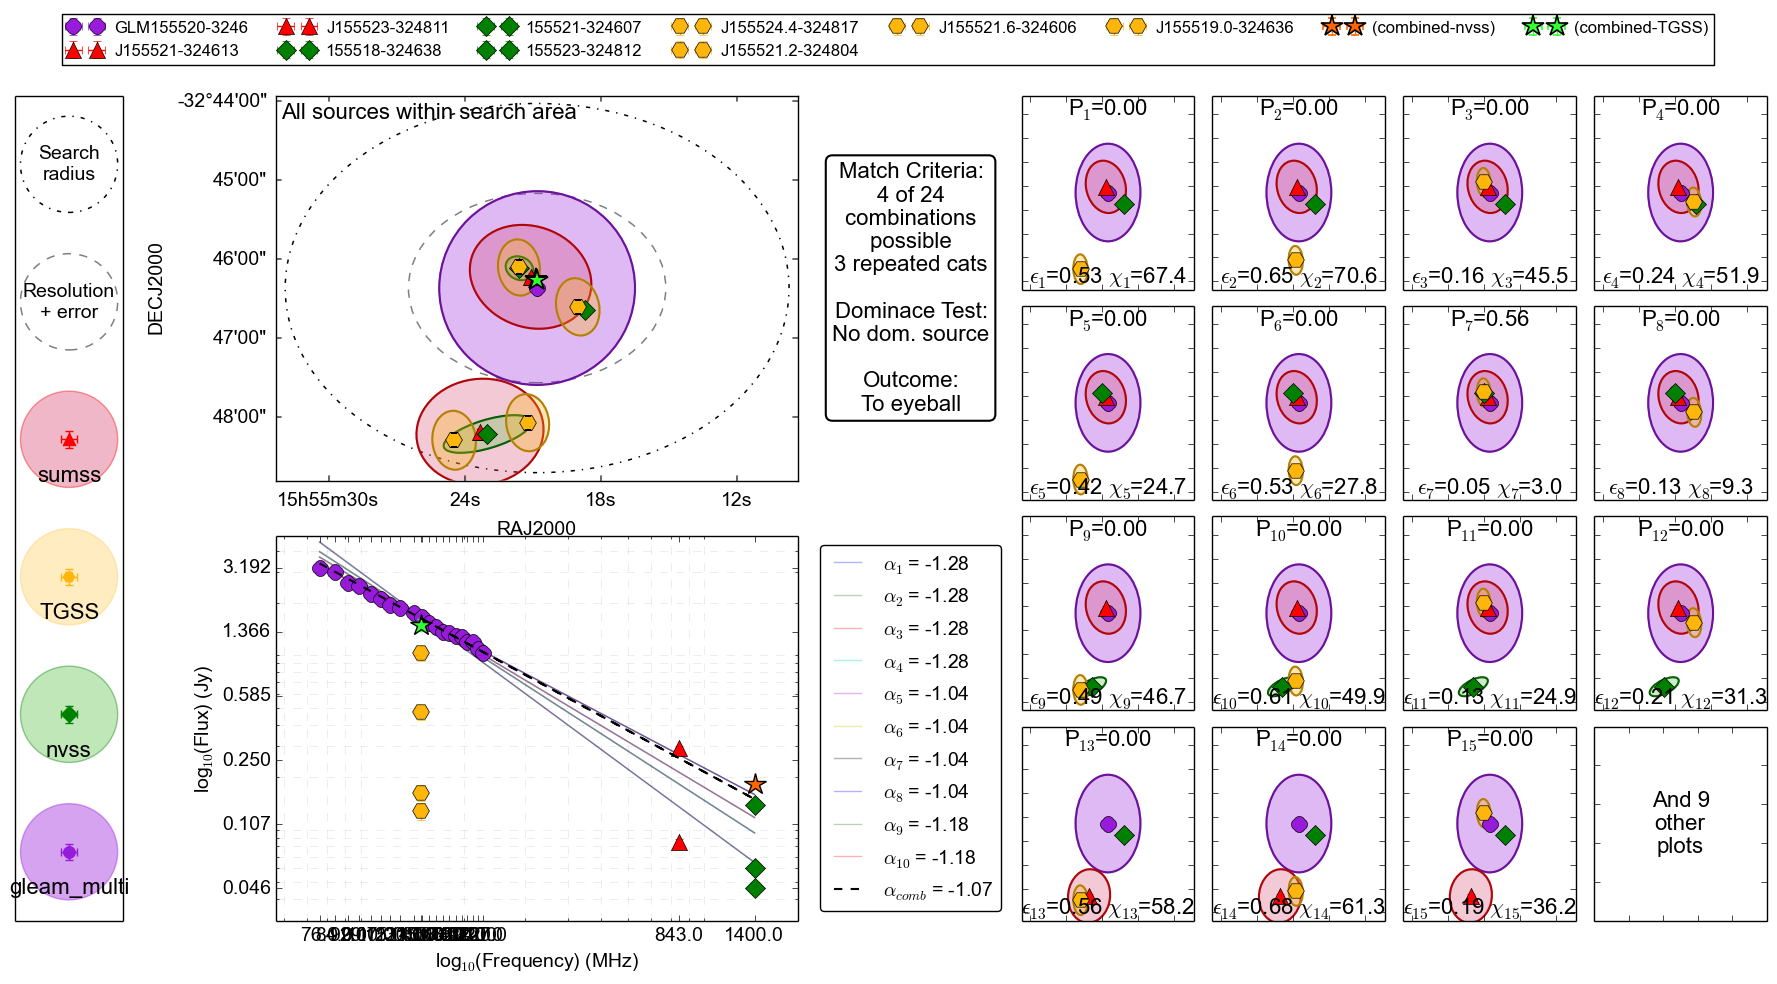 GLM155520-3246
J155523-324811
155521-324607
J155524.4-324817
J155521.6-324606
J155519.0-324636
(combined-nvss)
(combined-TGSS)
J155521-324613
155518-324638
155523-324812
J155521.2-324804
Search
radius
Resolution
+ error
sumss
TGSS
nvss
gleam_multi
All sources within search area
-32°44'00"
45'00"
46'00"
47'00"
48'00"
DECJ2000
15h55m30s
24s
18s
12s
RAJ2000
Match Criteria:
4 of 24
combinations
possible
3 repeated cats
Dominace Test:
No dom. source
Outcome:
To eyeball
3.192
1.366
0.585
0.250
0.107
0.046
log10(Flux) (Jy)
843.0
1400.0
log10(Frequency) (MHz)
α1 = -1.28
α2 = -1.28
α3 = -1.28
α4 = -1.28
α5 = -1.04
α6 = -1.04
α7 = -1.04
α8 = -1.04
α9 = -1.18
α10 = -1.18
αcomb = -1.07
P1=0.00
ϵ1=0.53 χ1=67.4
P2=0.00
ϵ2=0.65 χ2=70.6
P3=0.00
ϵ3=0.16 χ3=45.5
P4=0.00
ϵ4=0.24 χ4=51.9
P5=0.00
ϵ5=0.42 χ5=24.7
P6=0.00
ϵ6=0.53 χ6=27.8
P7=0.56
ϵ7=0.05 χ7=3.0
P8=0.00
ϵ8=0.13 χ8=9.3
P9=0.00
ϵ9=0.49 χ9=46.7
P10=0.00
ϵ10=0.61 χ10=49.9
P11=0.00
ϵ11=0.13 χ11=24.9
P12=0.00
ϵ12=0.21 χ12=31.3
P13=0.00
ϵ13=0.56 χ13=58.2
P14=0.00
ϵ14=0.68 χ14=61.3
P15=0.00
ϵ15=0.19 χ15=36.2
And 9
other
plots